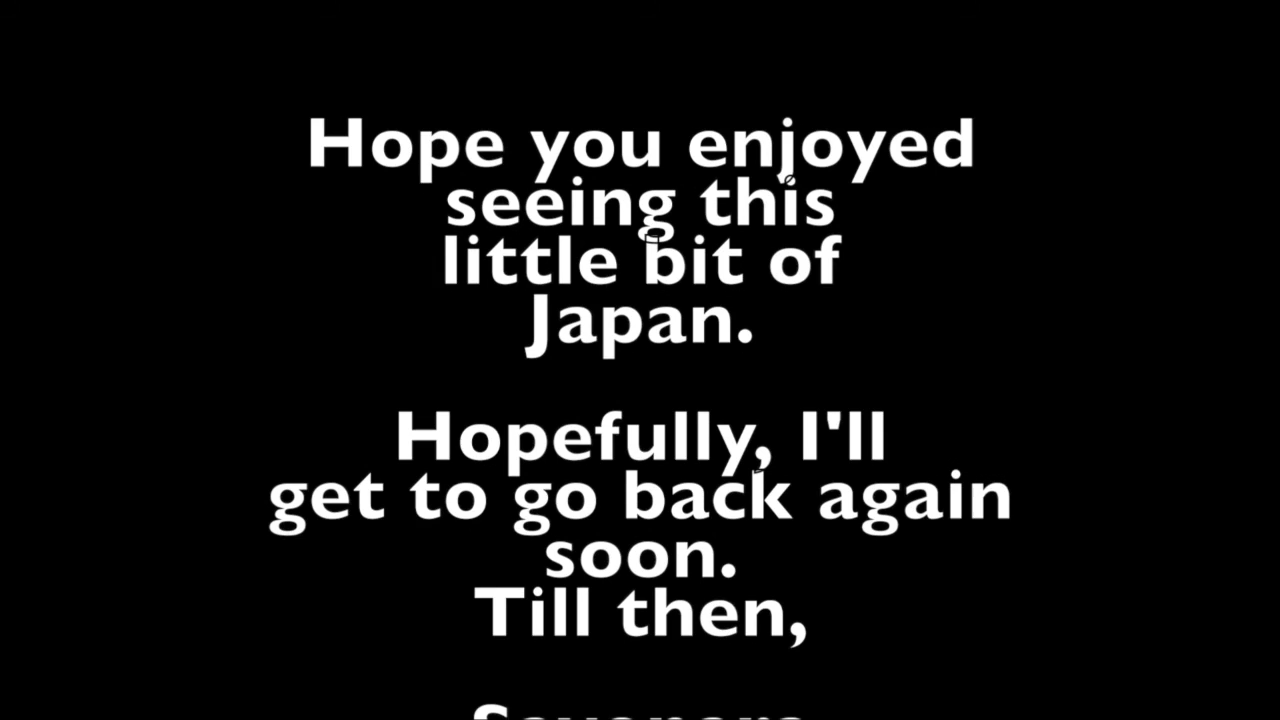 Hope you enjoyed
seeing this
little bit of
Japan.
Hopefully, I'll
get to go back again
soon.
Till then,